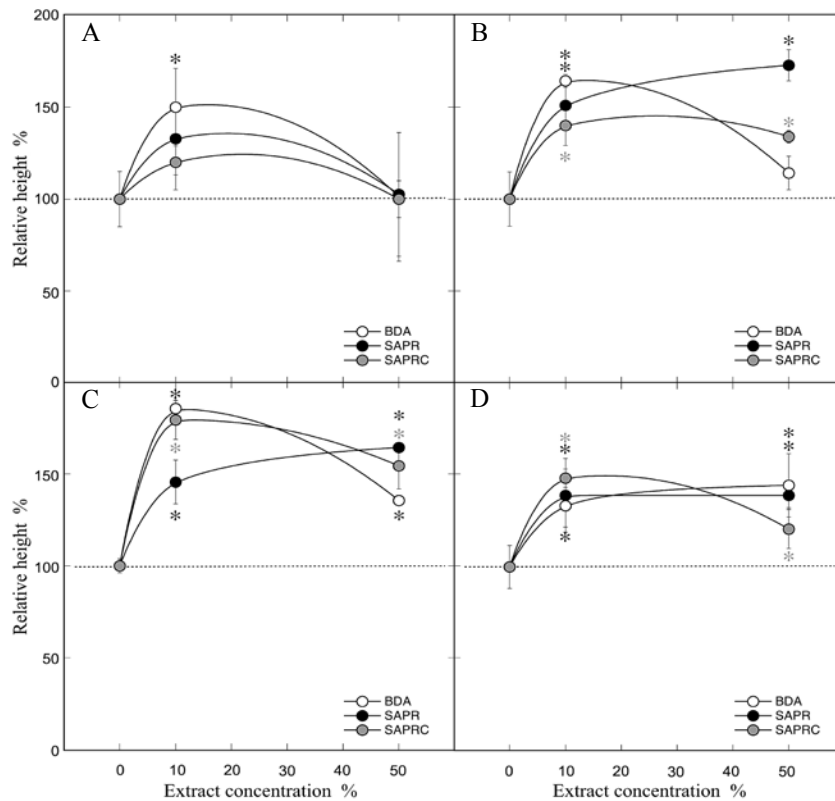 A
B
200
150
100
50
0
Relative height %
BDA
SAPR
SAPRC
BDA
SAPR
SAPRC
*
*
*
*
*
*
*
C
D
150
100
50
0
Relative height %
*
*
*
*
*
*
*
*
*
*
*
*
BDA
SAPR
SAPRC
BDA
SAPR
SAPRC
0 10 20 30 40 50
0 10 20 30 40 50
Extract concentration %
Extract concentration %